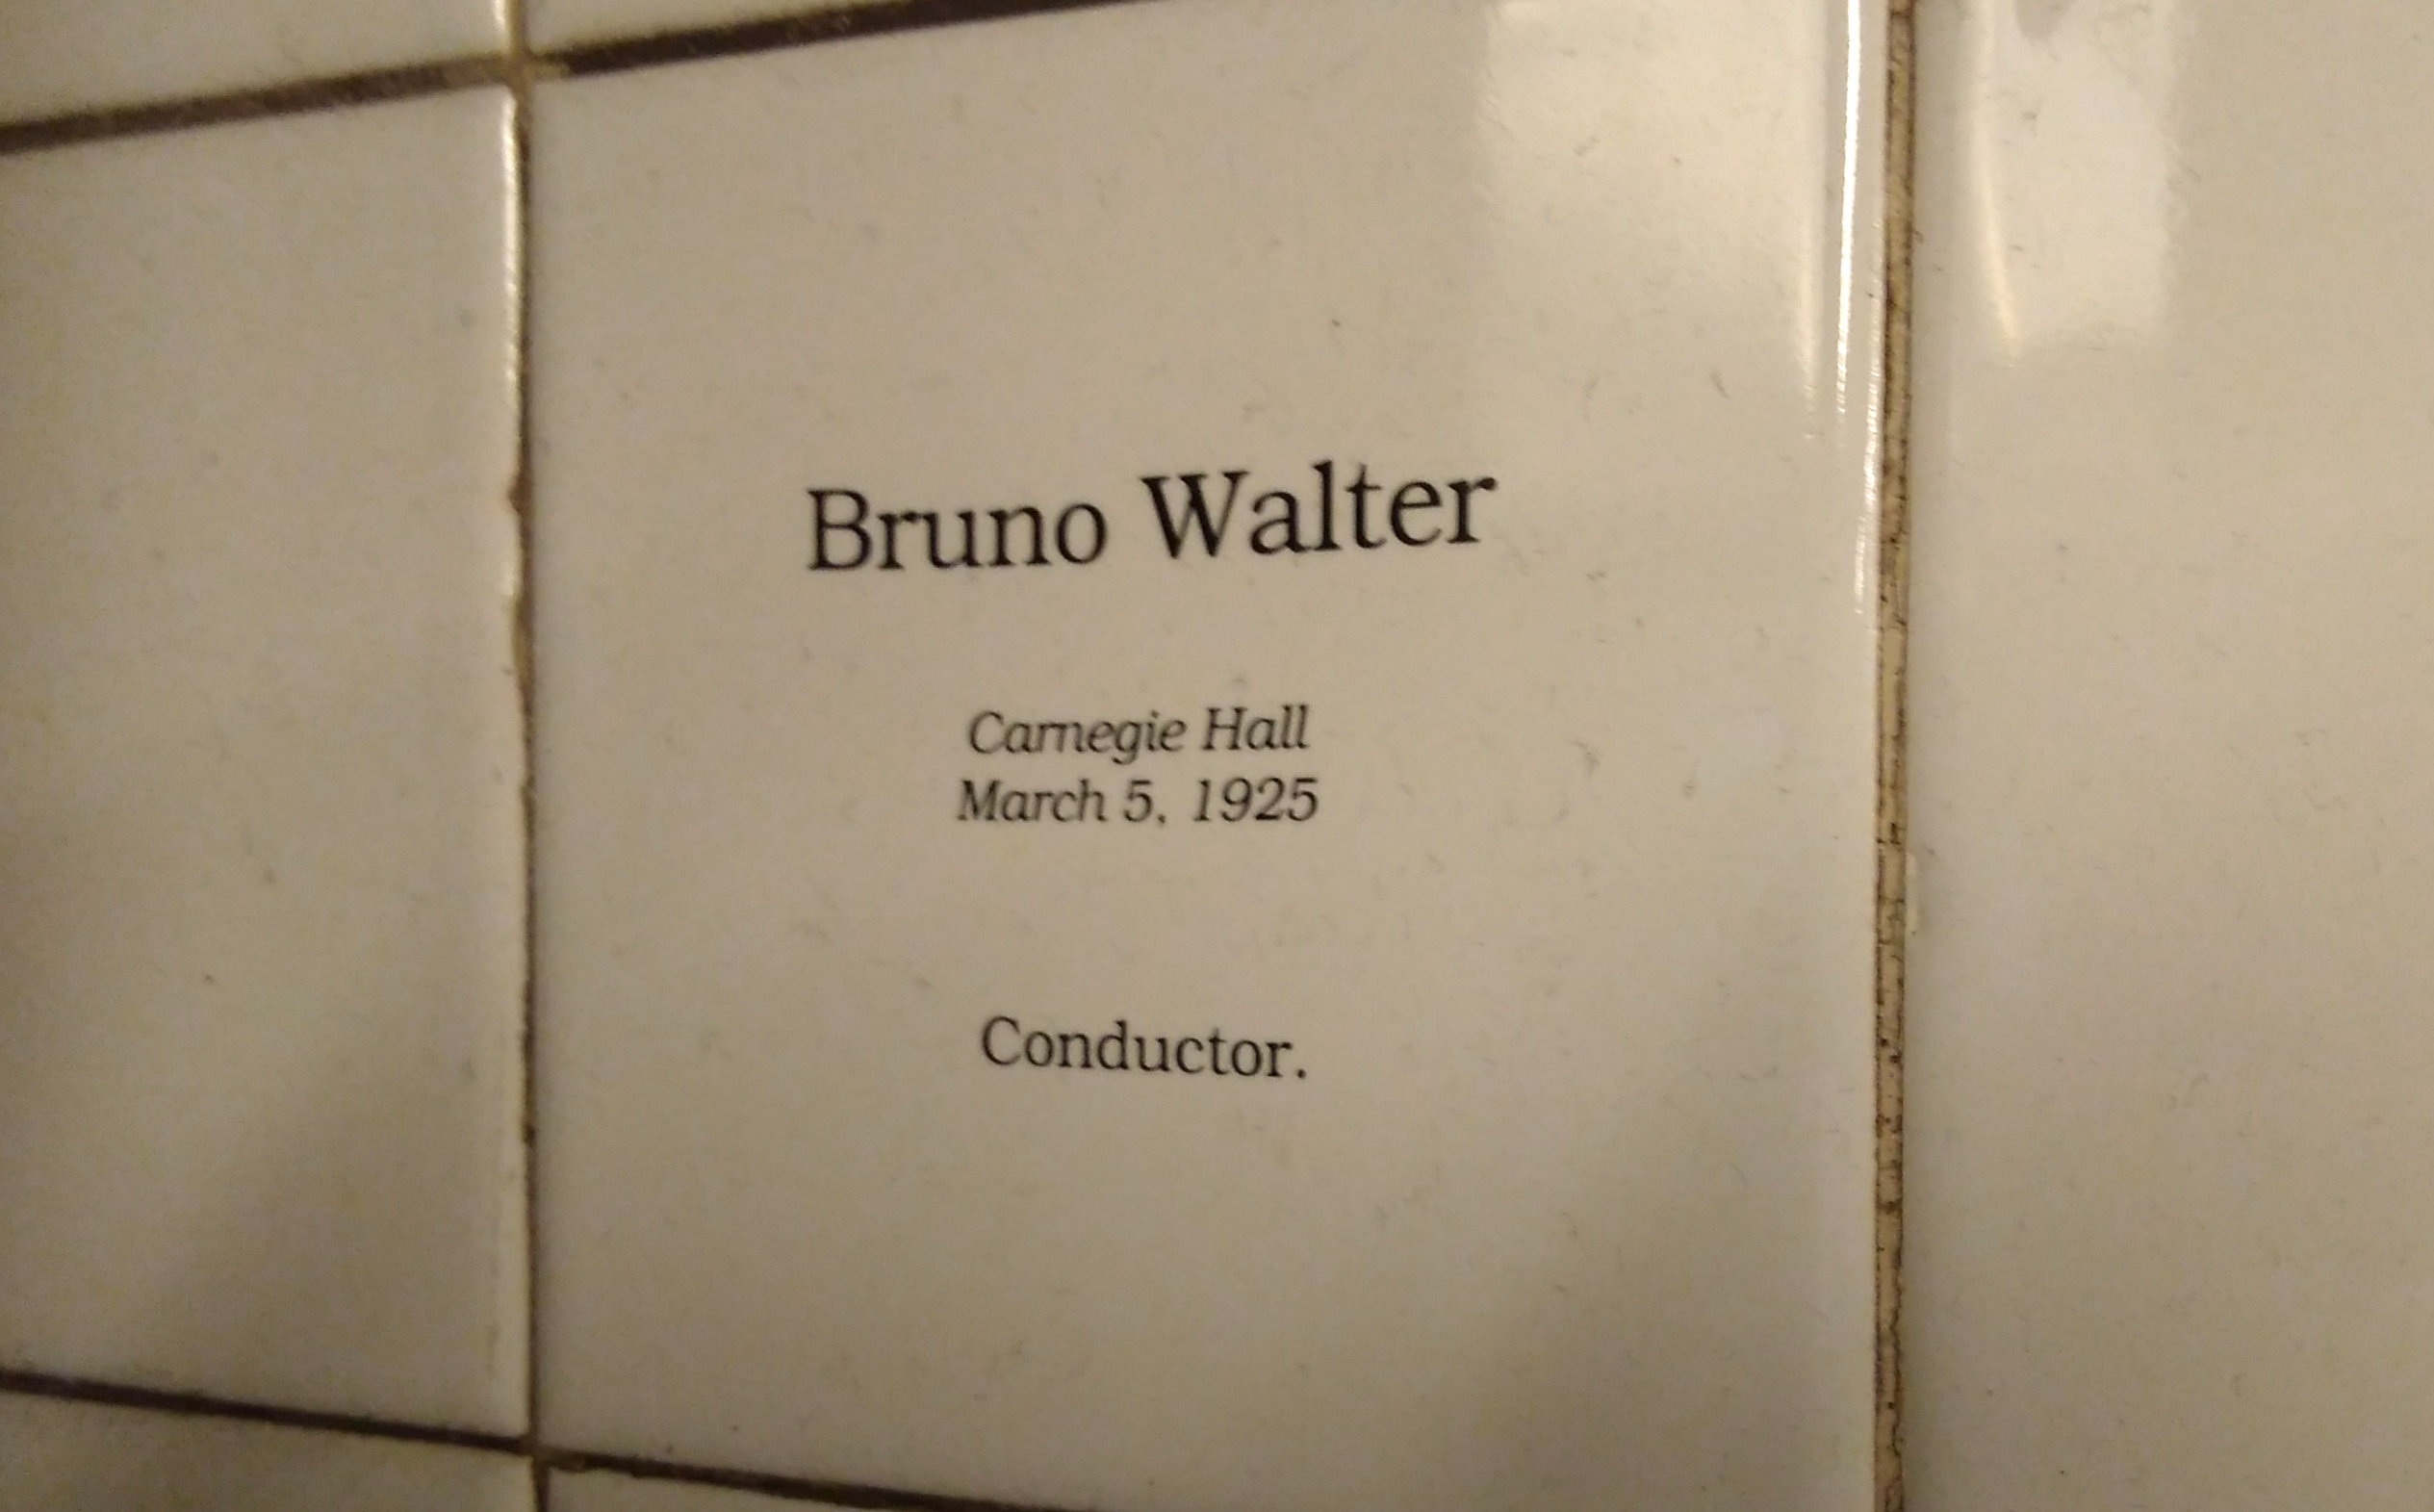 Bruno Walter
Carnegie Hall
March 5, 1925
Conductor.